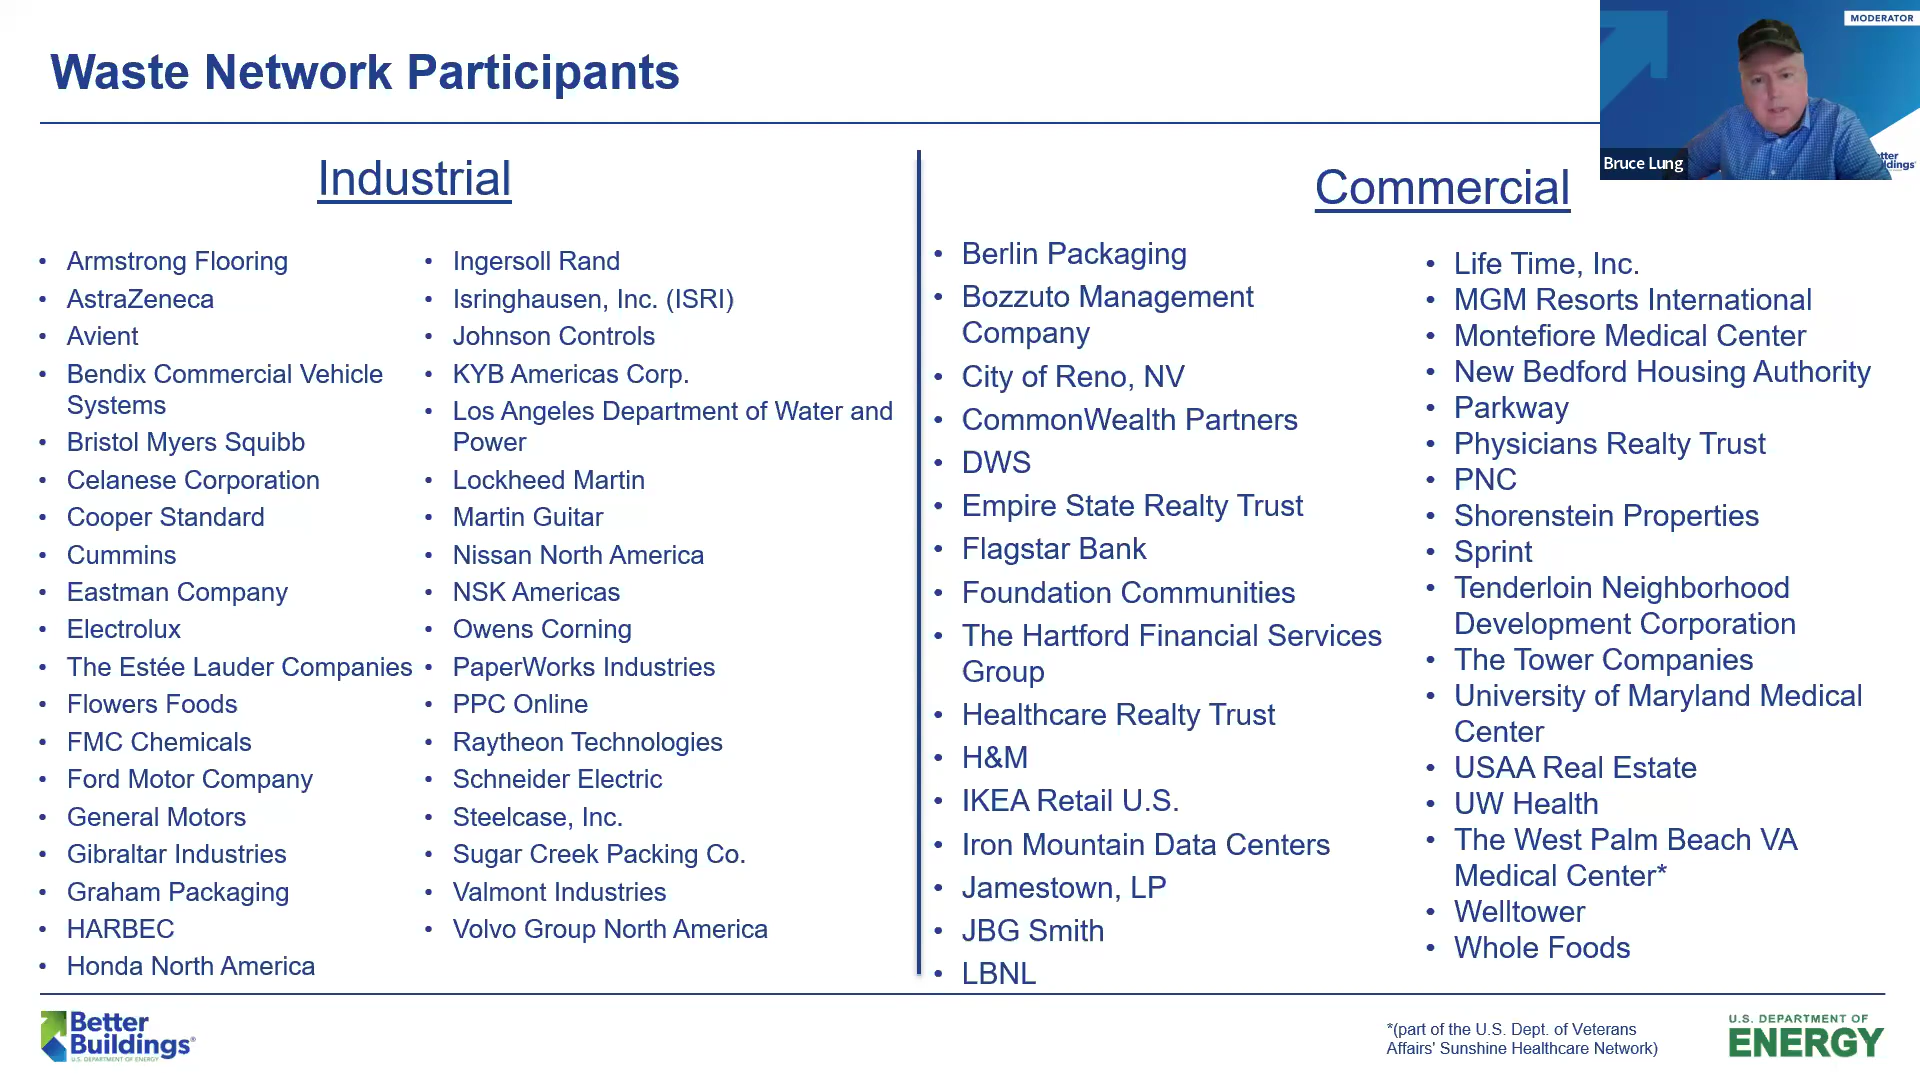 Waste Network Participants
MODERATOR
Bruce Lung
Industrial
Armstrong Flooring
AstraZeneca
Avient
Bendix Commercial Vehicle
Systems
Bristol Myers Squibb
Celanese Corporation
Cooper Standard
Cummins
Eastman Company
Electrolux
The Estée Lauder Companies
Flowers Foods
FMC Chemicals
Ford Motor Company
General Motors
Gibraltar Industries
Graham Packaging
HARBEC
Honda North America
Ingersoll Rand
Isringhausen, Inc. (ISRI)
Johnson Controls
KYB Americas Corp.
Los Angeles Department of Water and
Power
Lockheed Martin
Martin Guitar
Nissan North America
NSK Americas
Owens Corning
PaperWorks Industries
PPC Online
Raytheon Technologies
Schneider Electric
Steelcase, Inc.
Sugar Creek Packing Co.
Valmont Industries
Volvo Group North America
Commercial
Berlin Packaging
Bozzuto Management
Company
City of Reno, NV
CommonWealth Partners
DWS
Empire State Realty Trust
Flagstar Bank
Foundation Communities
The Hartford Financial Services
Group
Healthcare Realty Trust
H&M
IKEA Retail U.S.
Iron Mountain Data Centers
Jamestown, LP
JBG Smith
LBNL
Life Time, Inc.
MGM Resorts International
Montefiore Medical Center
New Bedford Housing Authority
Parkway
Physicians Realty Trust
PNC
Shorenstein Properties
Sprint
Tenderloin Neighborhood
Development Corporation
The Tower Companies
University of Maryland Medical
Center
USAA Real Estate
UW Health
The West Palm Beach VA
Medical Center*
Welltower
Whole Foods
Better
Buildings®
U.S. DEPARTMENT OF ENERGY
*(part of the U.S. Dept. of Veterans
Affairs' Sunshine Healthcare Network)
U.S. DEPARTMENT OF
ENERGY